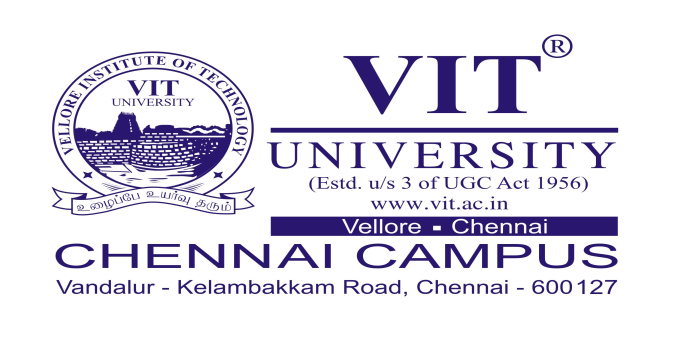 VELLORE INSTITUTE OF TECHNOLOGY
VIT
UNIVERSITY
உழைப்பே உயர்வு தரும்
VIT®
UNIVERSITY
(Estd. u/s 3 of UGC Act 1956)
www.vit.ac.in
Vellore - Chennai
CHENNAI CAMPUS
Vandalur - Kelambakkam Road, Chennai - 600127